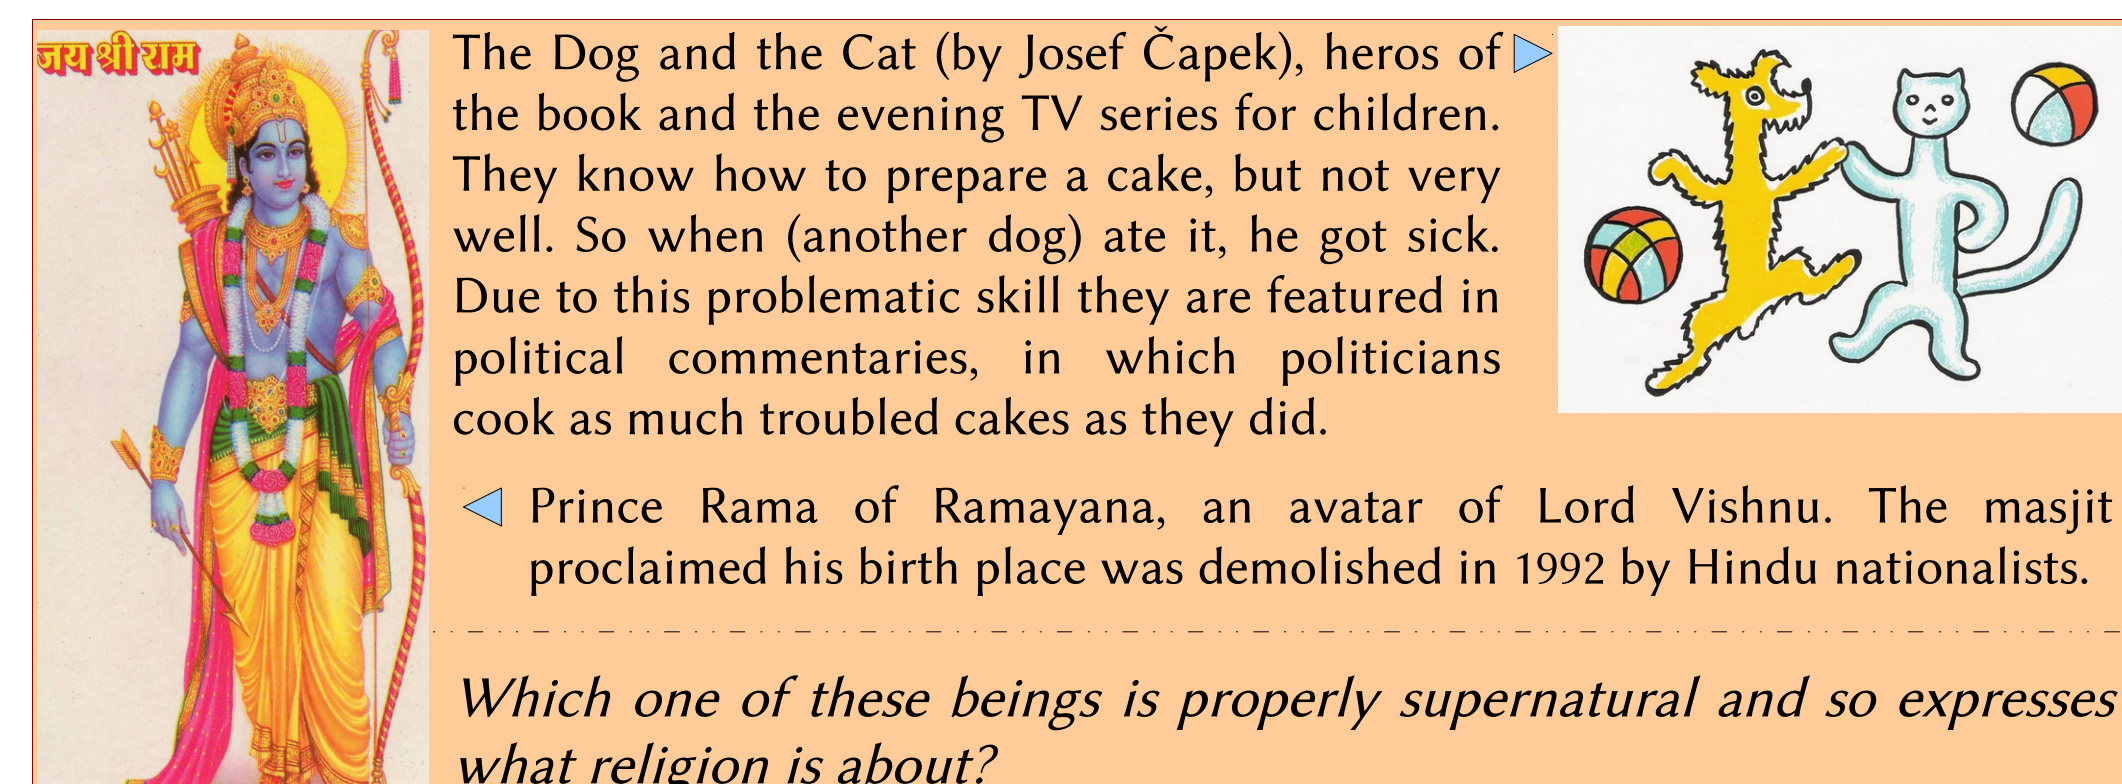 जय श्री राम
The Dog and the Cat (by Josef Čapek), heros of
the book and the evening TV series for children.
They know how to prepare a cake, but not very
well. So when (another dog) ate it, he got sick.
Due to this problematic skill they are featured in
political commentaries, in which politicians
cook as much troubled cakes as they did.
Prince Rama of Ramayana, an avatar of Lord Vishnu. The masjit
proclaimed his birth place was demolished in 1992 by Hindu nationalists.
Which one of these beings is properly supernatural and so expresses
what religion is about?